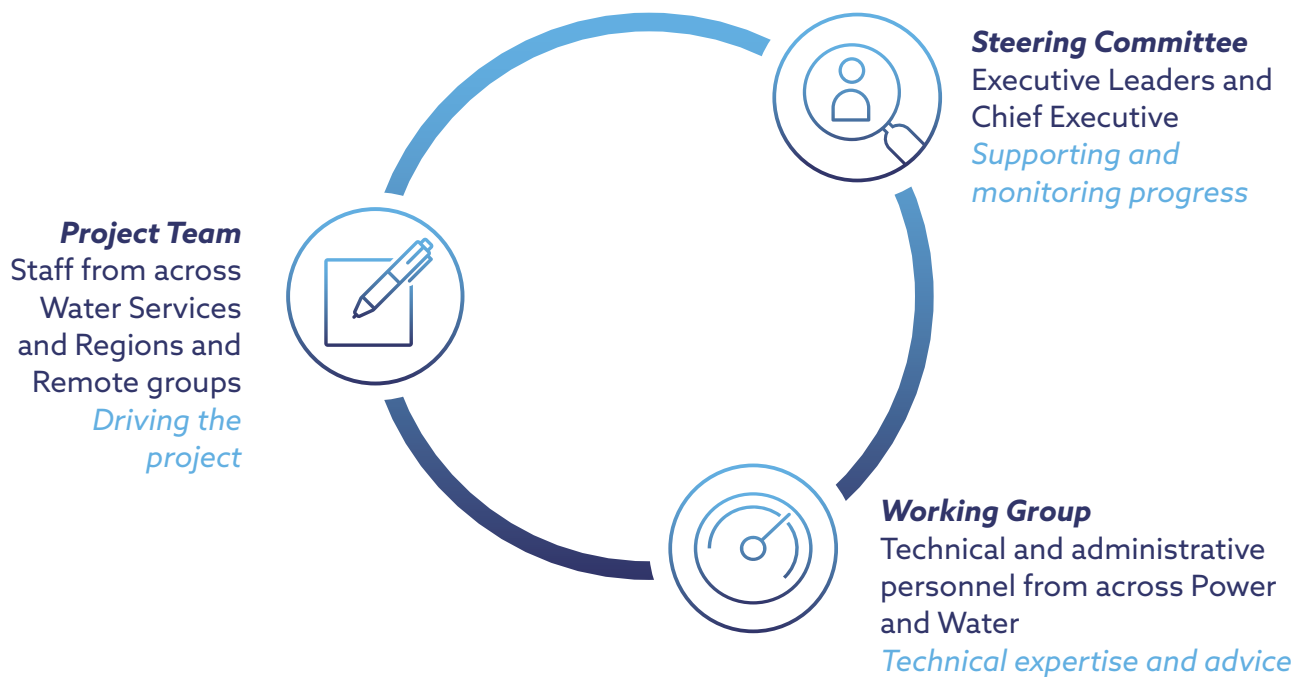 Steering Committee
Executive Leaders and
Chief Executive
Supporting and
monitoring progress
Project Team
Staff from across
Water Services
and Regions and
Remote groups
Driving the
project
Working Group
Technical and administrative
personnel from across Power
and Water
Technical expertise and advice